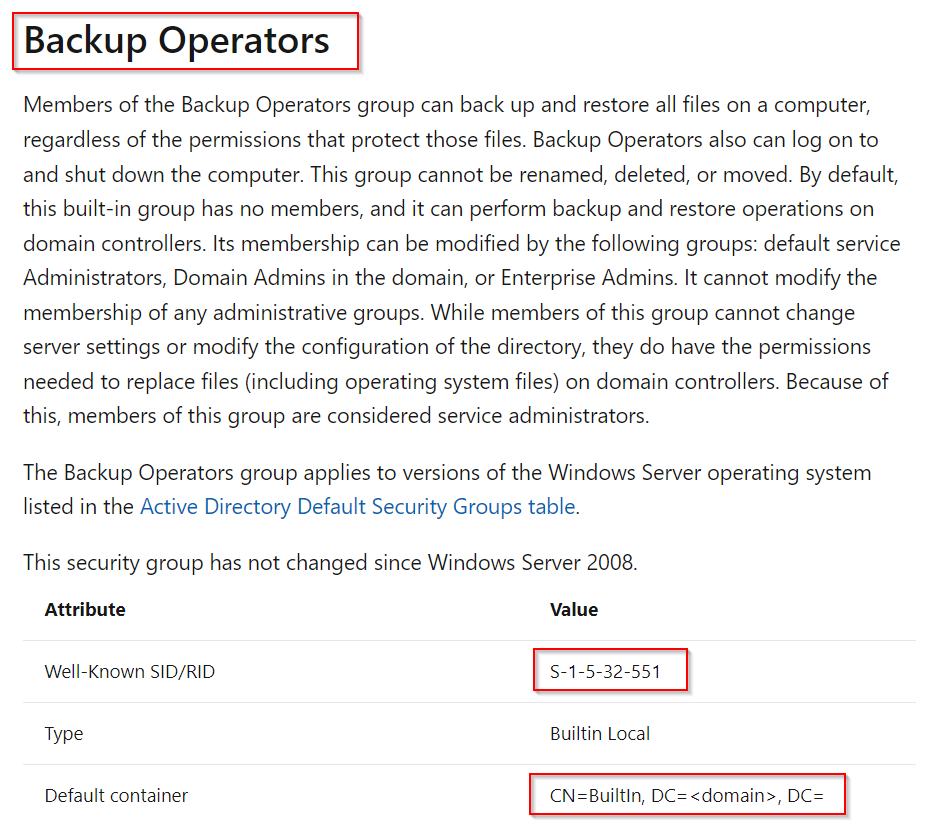 Backup Operators
Members of the Backup Operators group can back up and restore all files on a computer,
regardless of the permissions that protect those files. Backup Operators also can log on to
and shut down the computer. This group cannot be renamed, deleted, or moved. By default,
this built-in group has no members, and it can perform backup and restore operations on
domain controllers. Its membership can be modified by the following groups: default service
Administrators, Domain Admins in the domain, or Enterprise Admins. It cannot modify the
membership of any administrative groups. While members of this group cannot change
server settings or modify the configuration of the directory, they do have the permissions
needed to replace files (including operating system files) on domain controllers. Because of
this, members of this group are considered service administrators.
The Backup Operators group applies to versions of the Windows Server operating system
listed in the Active Directory Default Security Groups table.
This security group has not changed since Windows Server 2008.
Attribute Value
Well-Known SID/RID S-1-5-32-551
Type Builtin Local
Default container CN=BuiltIn, DC=<domain>, DC=